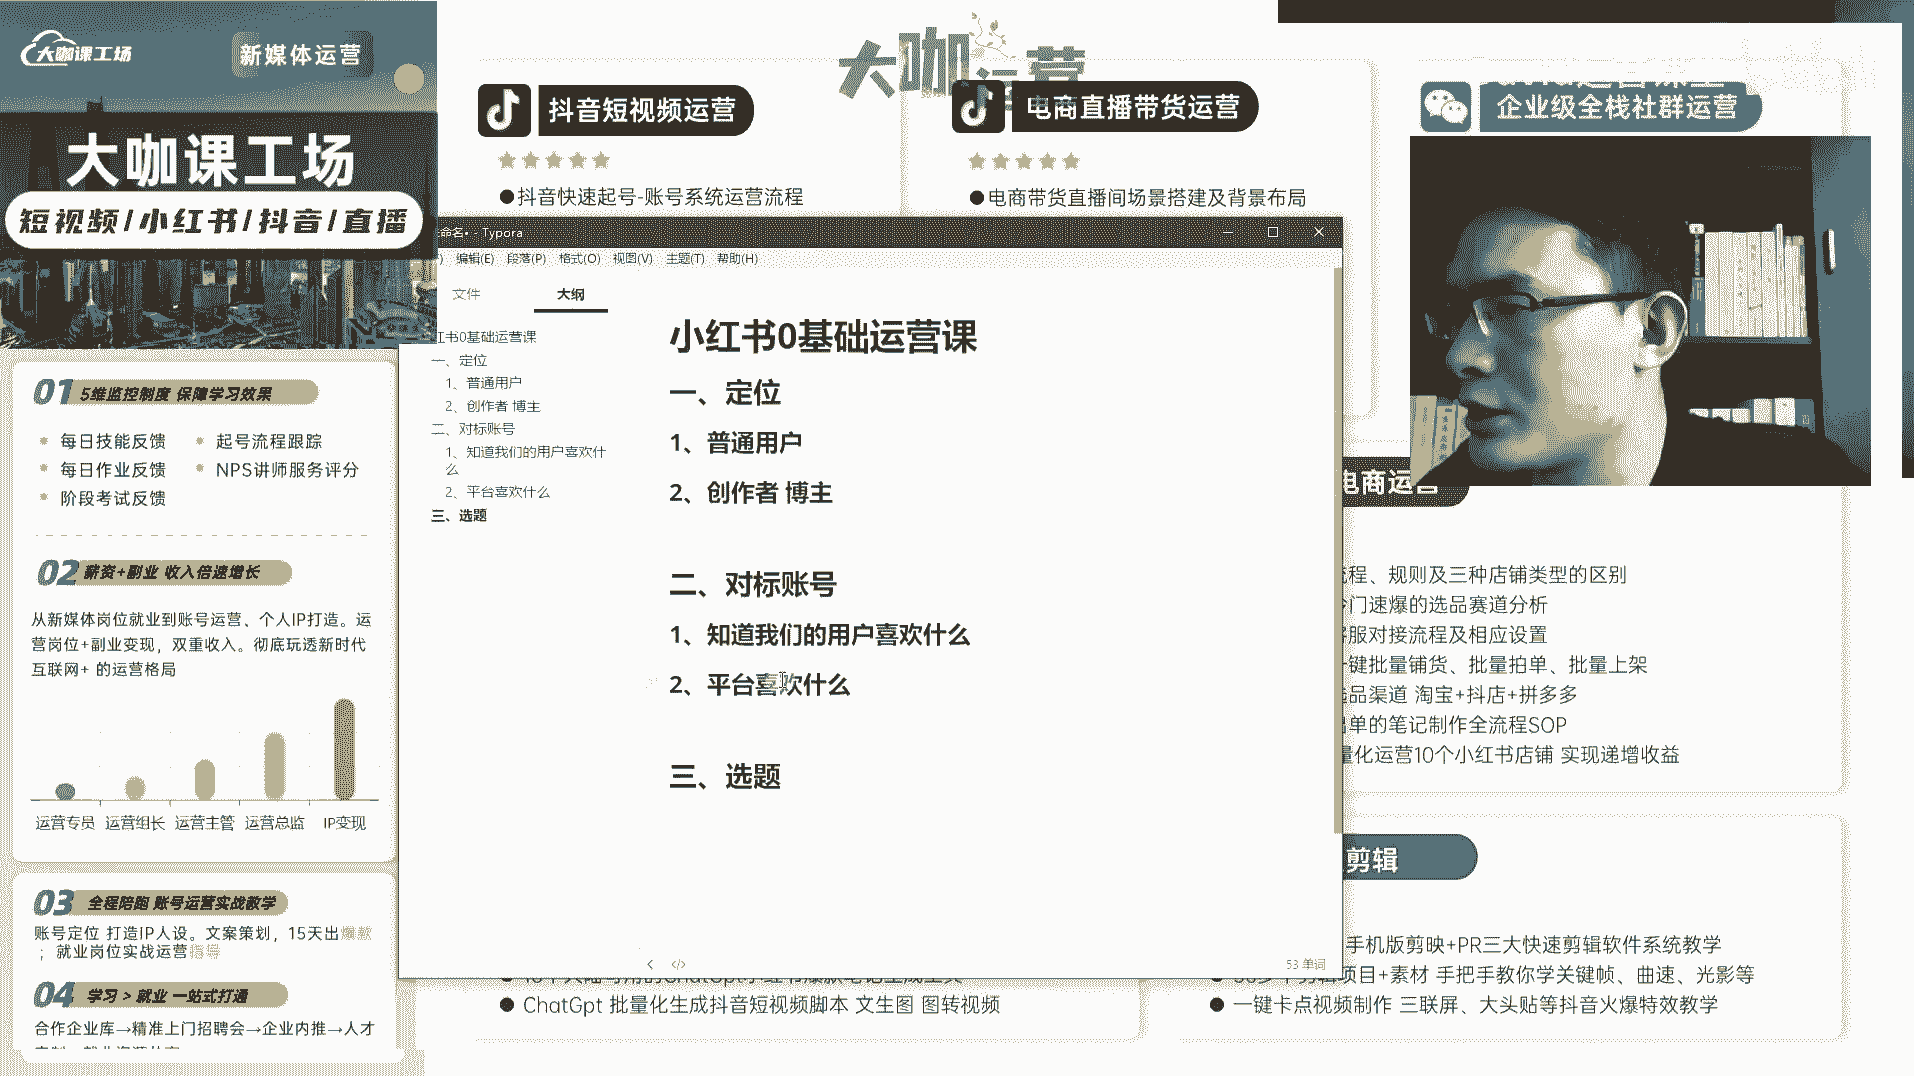 大咖课工场
新媒体运营
大咖课工场
短视频/小红书/抖音/直播
01 5维监控制度 保障学习效果
每日技能反馈
起号流程跟踪
每日作业反馈
NPS讲师服务评分
阶段考试反馈
02 薪资+副业 收入倍速增长
从新媒体岗位就业到账号运营、个人IP打造。运
营岗位+副业变现，双重收入。彻底玩透新时代
互联网+ 的运营格局
运营专员 运营组长 运营主管 运营总监 IP变现
03 全程陪跑 账号运营实战教学
账号定位 打造IP人设。文案策划，15天出爆款
；就业岗位实战运营指导
04 学习 > 就业 一站式打通
合作企业库→精准上门招聘会→企业内推→人才
大咖运营
抖音短视频运营
●抖音快速起号-账号系统运营流程
电商直播带货运营
●电商带货直播间场景搭建及背景布局
企业级全栈社群运营
命名• - Typora
编辑(E) 段落(P) 格式(O) 视图(V) 主题(T) 帮助(H)
文件 大纲
红书0基础运营课
一、定位
1、普通用户
2、创作者 博主
二、对标账号
1、知道我们的用户喜欢什
么
2、平台喜欢什么
三、选题
小红书0基础运营课
一、定位
1、普通用户
2、创作者 博主
二、对标账号
1、知道我们的用户喜欢什么
2、平台喜欢什么
三、选题
53 单词
电商运营
流程、规则及三种店铺类型的区别
冷门速爆的选品赛道分析
客服对接流程及相应设置
一键批量铺货、批量拍单、批量上架
选品渠道 淘宝+抖店+拼多多
出单的笔记制作全流程SOP
量化运营10个小红书店铺 实现递增收益
剪辑
手机版剪映+PR三大快速剪辑软件系统教学
项目+素材 手把手教你学关键帧、曲速、光影等
● 一键卡点视频制作 三联屏、大头贴等抖音火爆特效教学
● ChatGpt 批量化生成抖音短视频脚本 文生图 图转视频